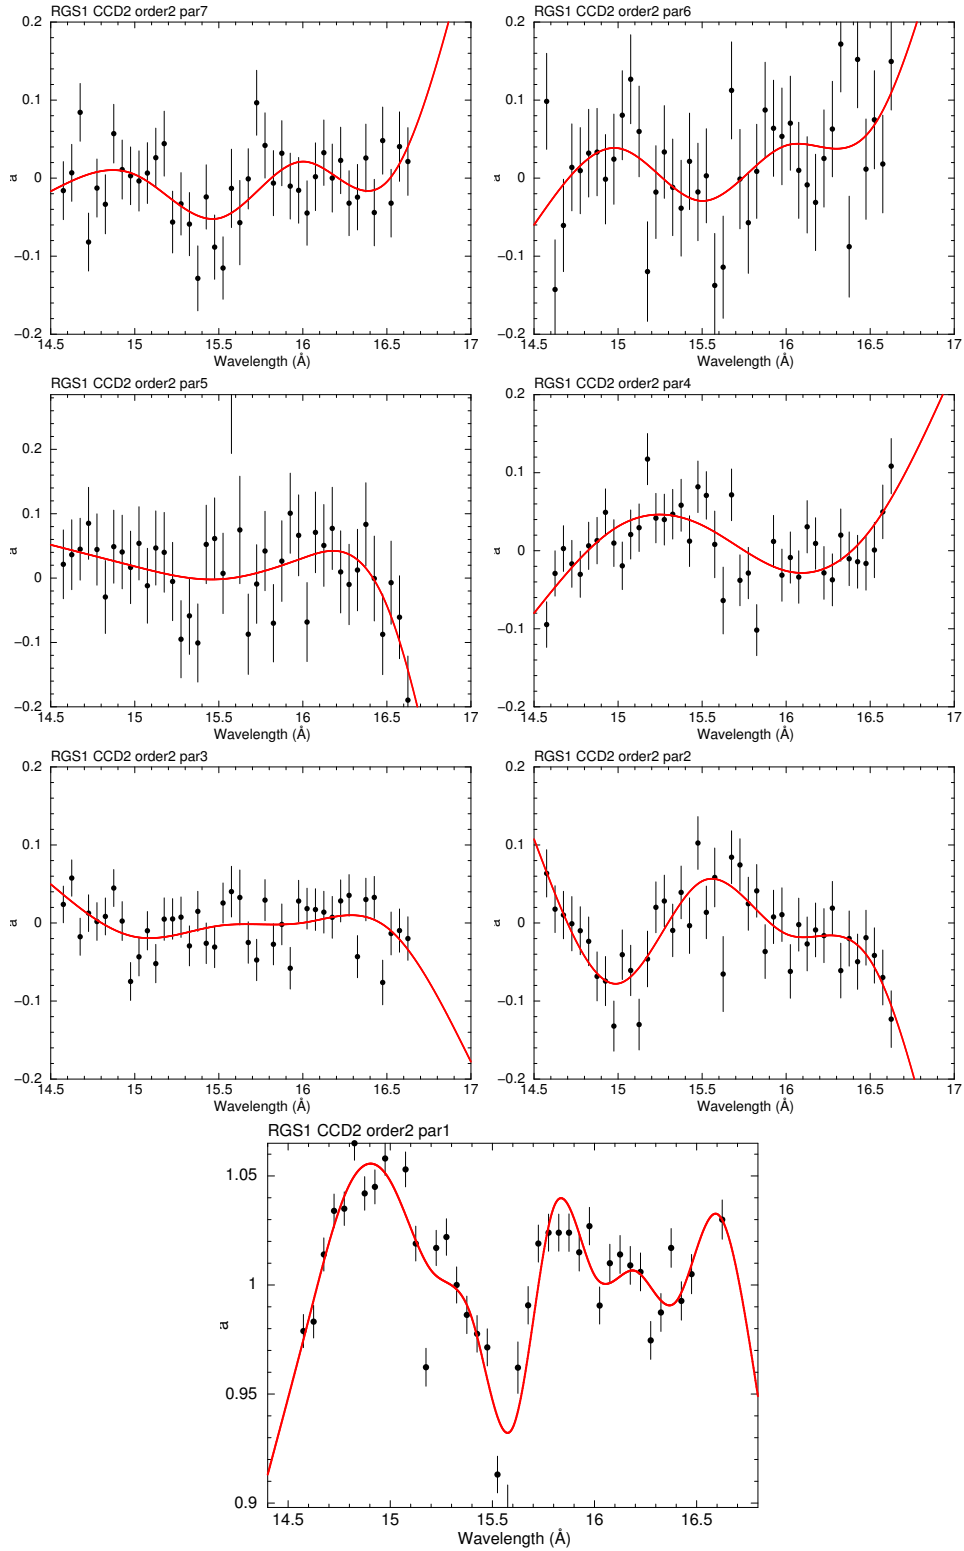 RGS1 CCD2 order2 par7
0.2
0.1
0
−0.1
−0.2
a
14.5 15 15.5 16 16.5 17
Wavelength (Å)
RGS1 CCD2 order2 par6
0.2
0.1
0
−0.1
−0.2
a
14.5 15 15.5 16 16.5 17
Wavelength (Å)
RGS1 CCD2 order2 par5
0.2
0.1
0
−0.1
−0.2
a
14.5 15 15.5 16 16.5 17
Wavelength (Å)
RGS1 CCD2 order2 par4
0.2
0.1
0
−0.1
−0.2
a
14.5 15 15.5 16 16.5 17
Wavelength (Å)
RGS1 CCD2 order2 par3
0.2
0.1
0
−0.1
−0.2
a
14.5 15 15.5 16 16.5 17
Wavelength (Å)
RGS1 CCD2 order2 par2
0.2
0.1
0
−0.1
−0.2
a
14.5 15 15.5 16 16.5 17
Wavelength (Å)
RGS1 CCD2 order2 par1
1.05
1
0.95
0.9
a
14.5 15 15.5 16 16.5
Wavelength (Å)